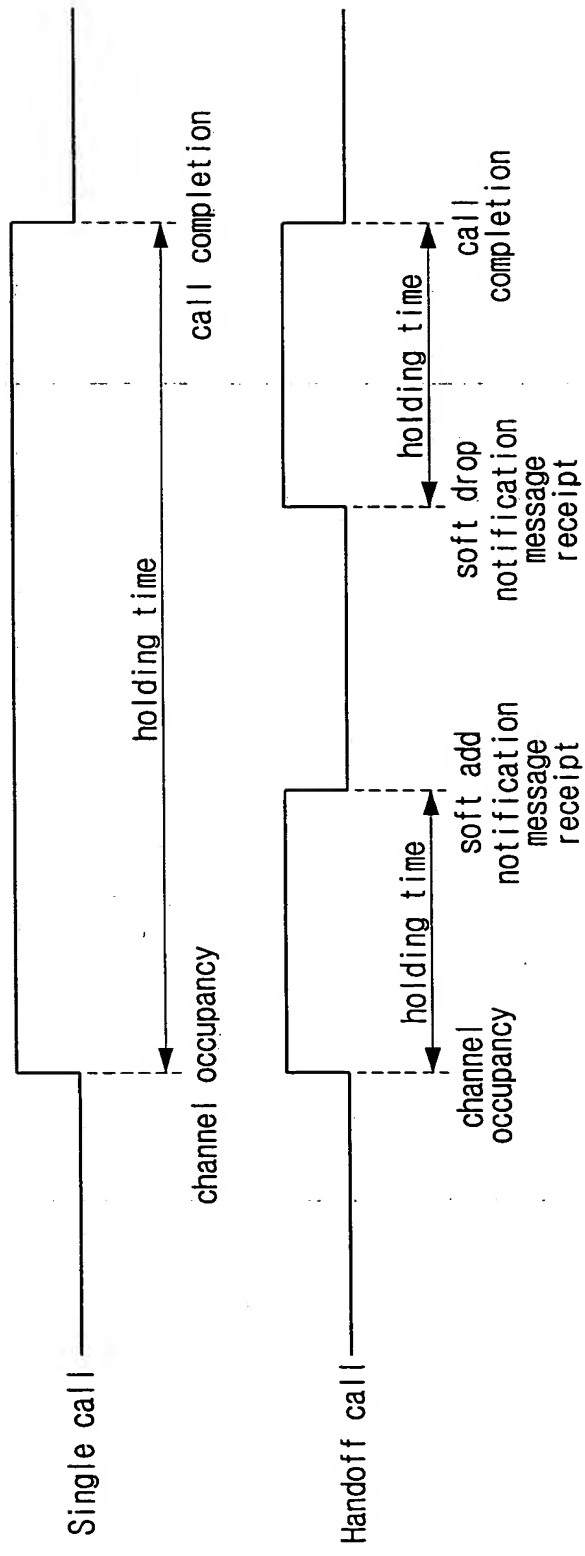 Single call
channel occupancy
holding time
call completion
Handoff call
channel
occupancy
holding time
soft add
notification
message
receipt
soft drop
notification
message
receipt
holding time
call
completion